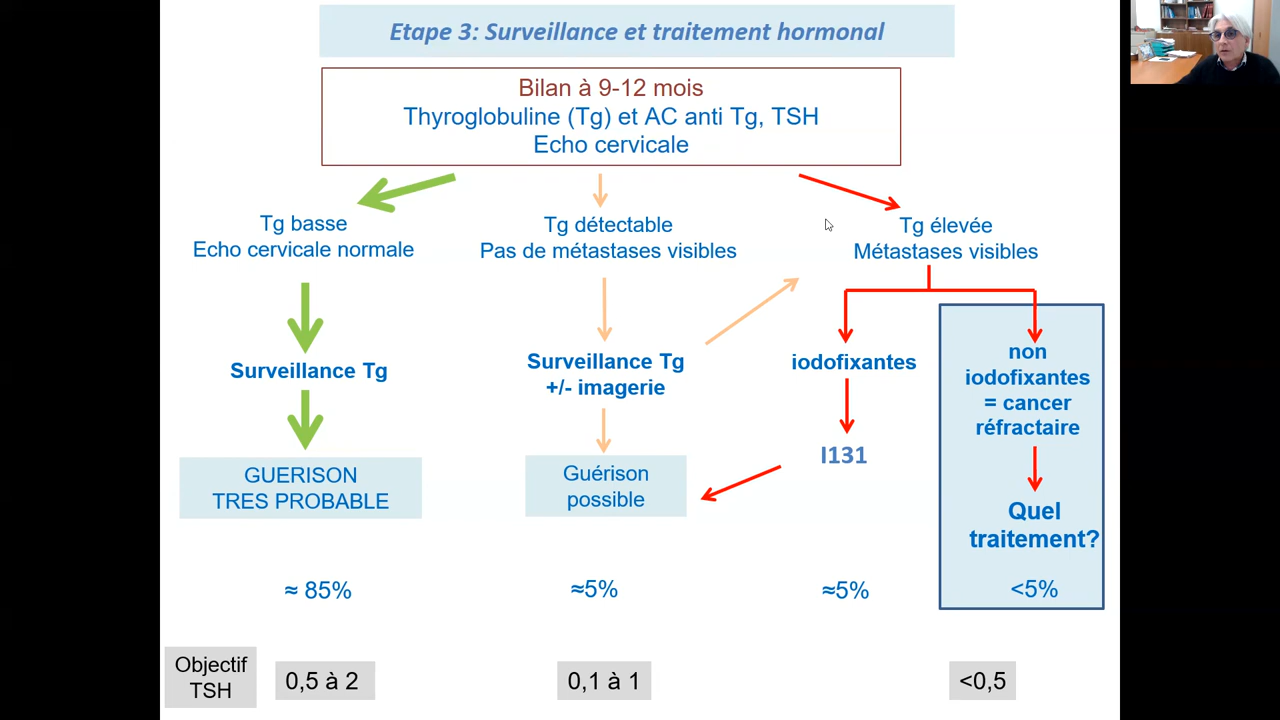 Etape 3: Surveillance et traitement hormonal
Bilan à 9-12 mois
Thyroglobuline (Tg) et AC anti Tg, TSH
Echo cervicale
Tg basse
Echo cervicale normale
Tg détectable
Pas de métastases visibles
Tg élevée
Métastases visibles
Surveillance Tg
Surveillance Tg
+/- imagerie
iodofixantes
non
iodofixantes
= cancer
réfractaire
GUERISON
TRES PROBABLE
Guérison
possible
I131
Quel
traitement?
≈ 85%
≈5%
≈5%
<5%
Objectif
TSH
0,5 à 2
0,1 à 1
<0,5